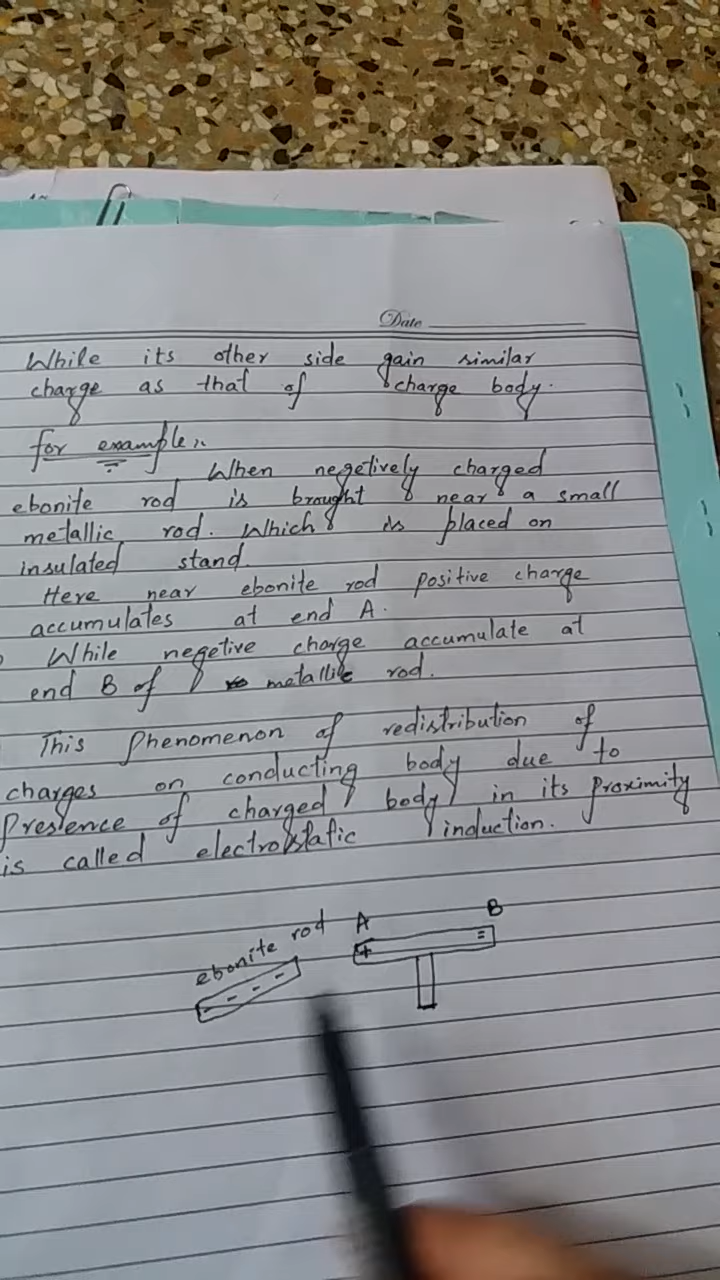 Date
While its other side gain similar
charge as that of charge body.
for example:
When negetively charged
ebonite rod is brought near a small
metallic rod. Which is placed on
insulated stand.
Here near ebonite rod positive charge
accumulates at end A.
While negetive charge accumulate at
end B of metallic rod.
This Phenomenon of redistribution of
charges on conducting body due to
Presence of charged body in its Proximity
is called electrostatic induction.
ebonite rod
A B
+ =
- - - -